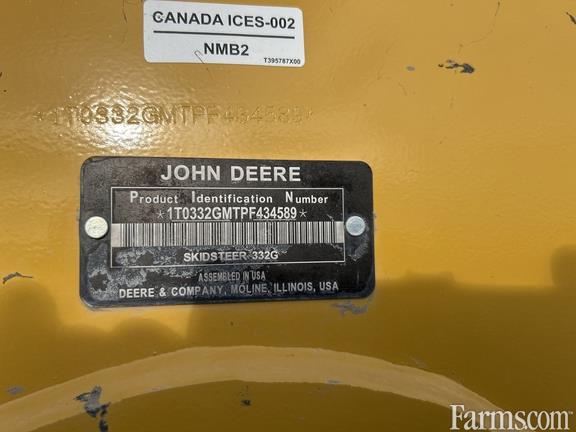 CANADA ICES-002
NMB2
T395787X00
*1T0332GMTPF434589*
JOHN DEERE
Product Identification Number
*1T0332GMTPF434589*
SKIDSTEER 332G
ASSEMBLED IN USA
DEERE & COMPANY, MOLINE, ILLINOIS, USA
Farms.com®